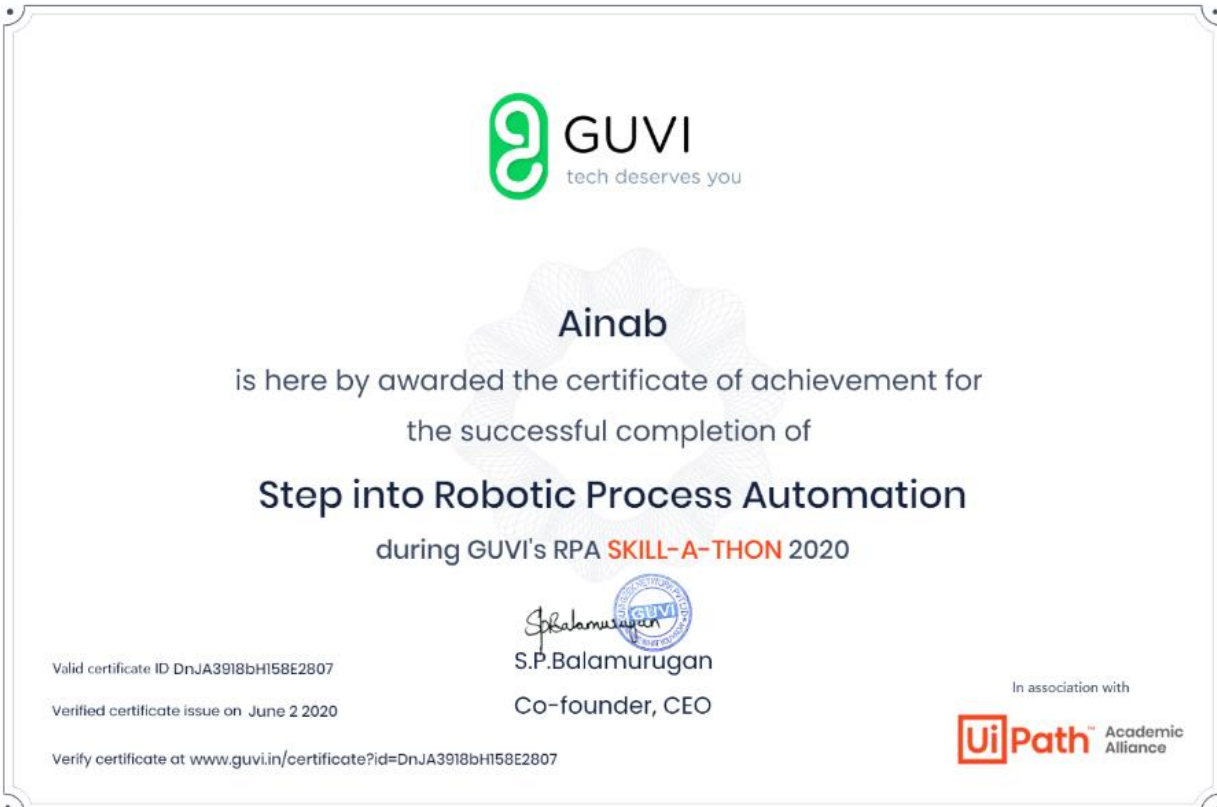 GUVI
tech deserves you
Ainab
is here by awarded the certificate of achievement for
the successful completion of
Step into Robotic Process Automation
during GUVI's RPA SKILL-A-THON 2020
SpBalamurugan
GUVI
S.P.Balamurugan
Co-founder, CEO
Valid certificate ID DnJA3918bH158E2807
Verified certificate issue on June 2 2020
Verify certificate at www.guvi.in/certificate?id=DnJA3918bH158E2807
In association with
UiPath™ Academic
Alliance